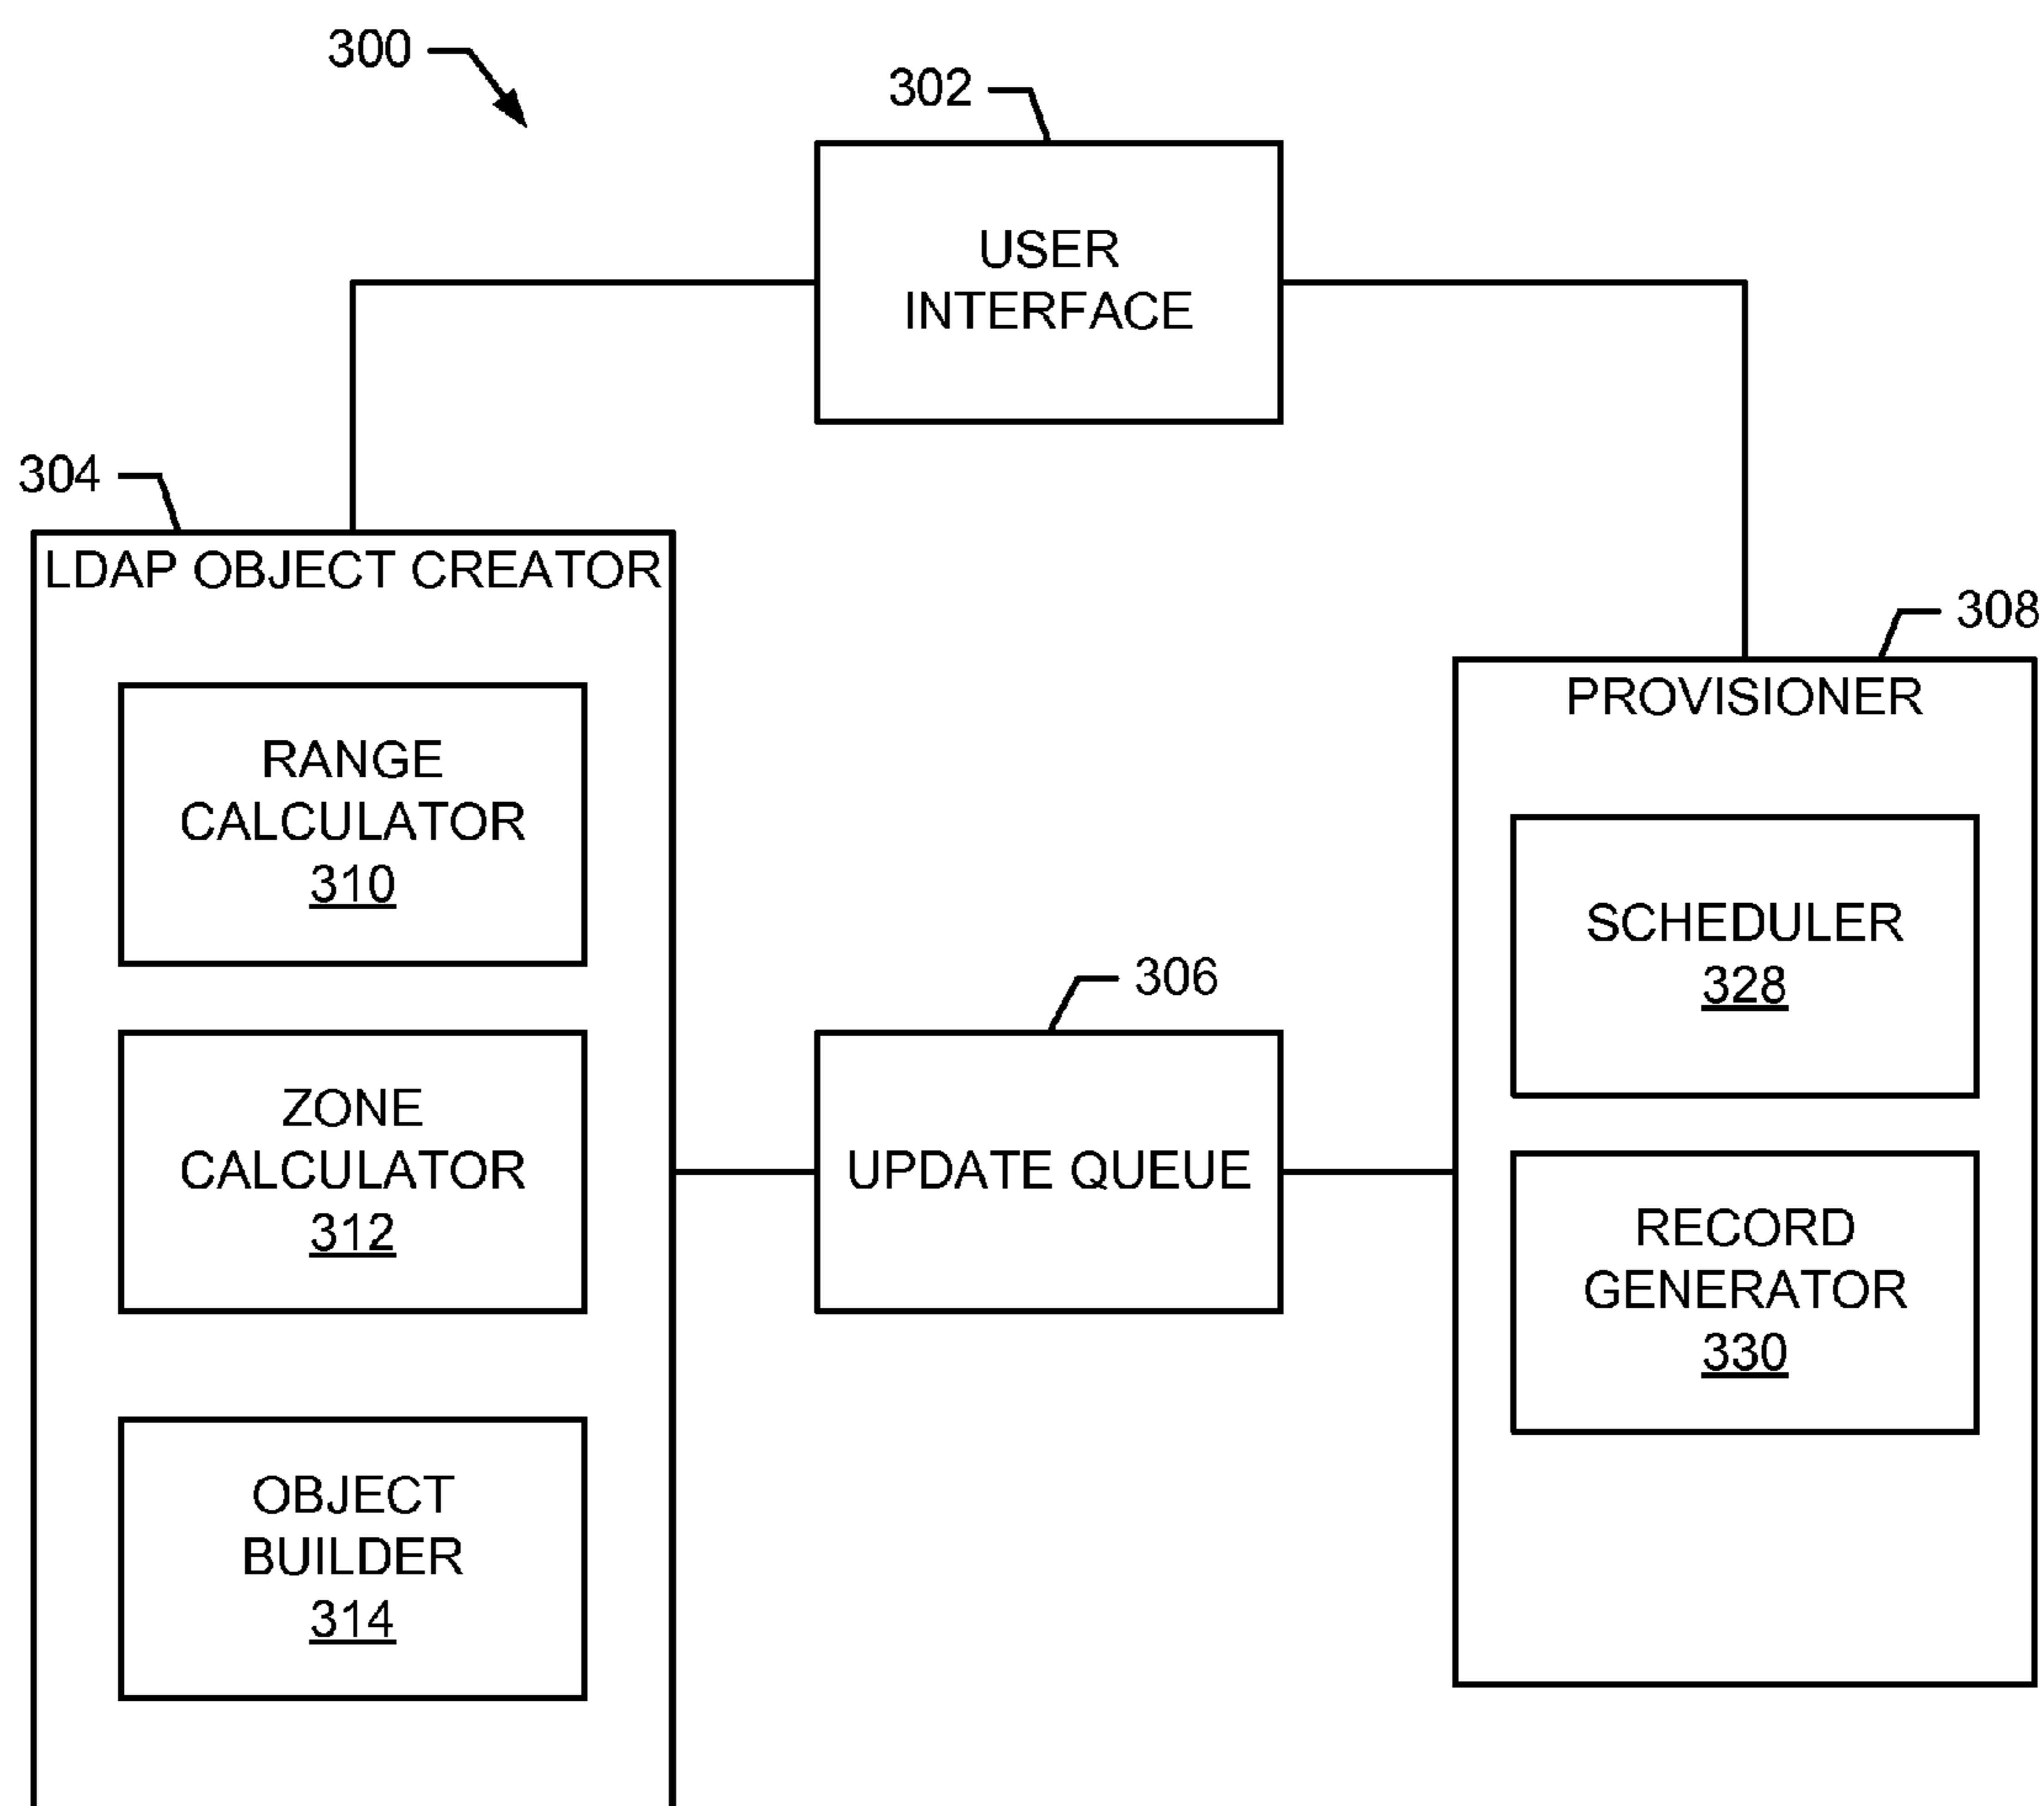 300
302
USER
INTERFACE
304
LDAP OBJECT CREATOR
RANGE
CALCULATOR
310
ZONE
CALCULATOR
312
OBJECT
BUILDER
314
306
UPDATE QUEUE
308
PROVISIONER
SCHEDULER
328
RECORD
GENERATOR
330